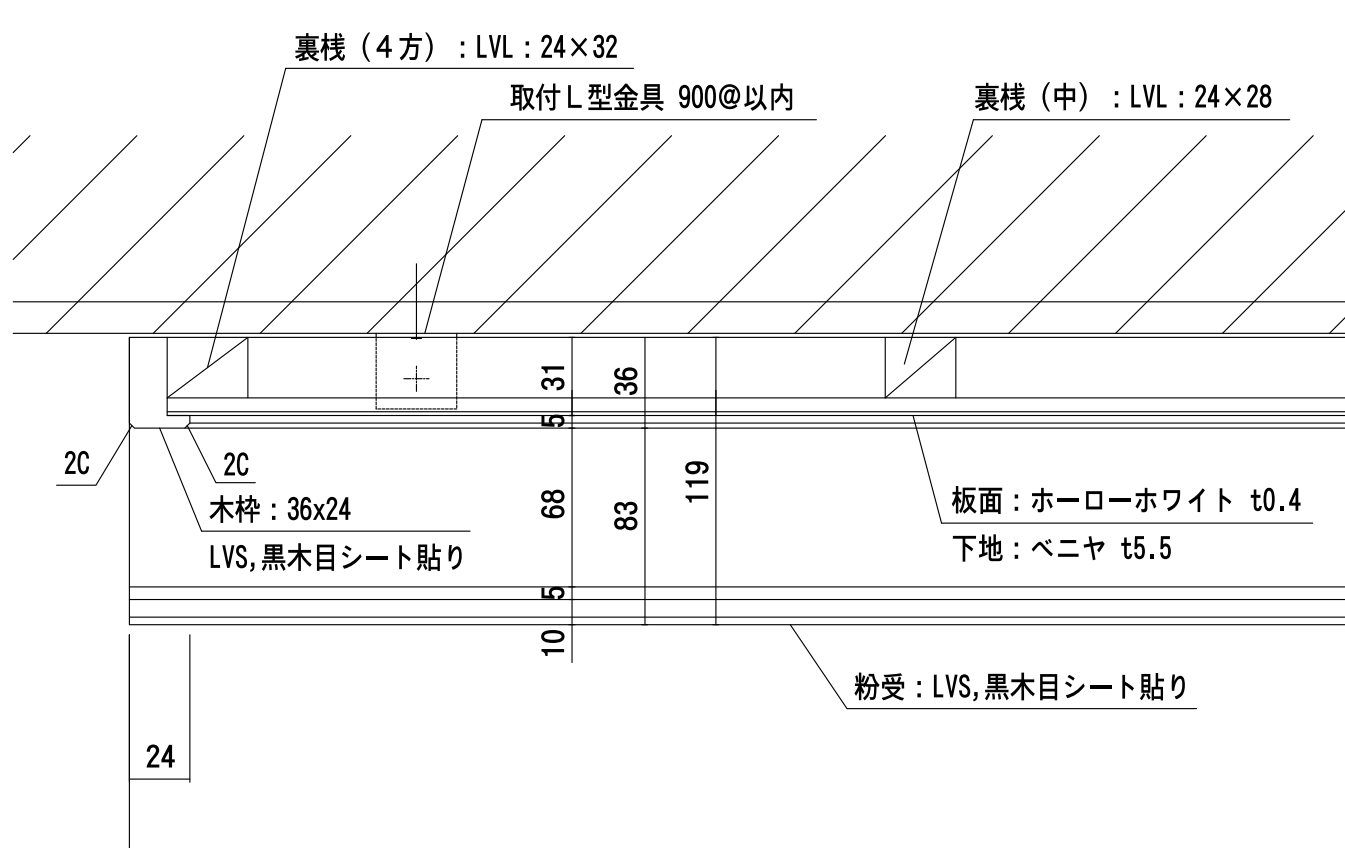 裏桟（４方）：LVL：24×32
取付Ｌ型金具 900@以内
裏桟（中）：LVL：24×28
31
36
5
119
2C
2C
68
83
木枠：36x24
LVS,黒木目シート貼り
板面：ホーローホワイト t0.4
下地：ベニヤ t5.5
5
10
粉受：LVS,黒木目シート貼り
24